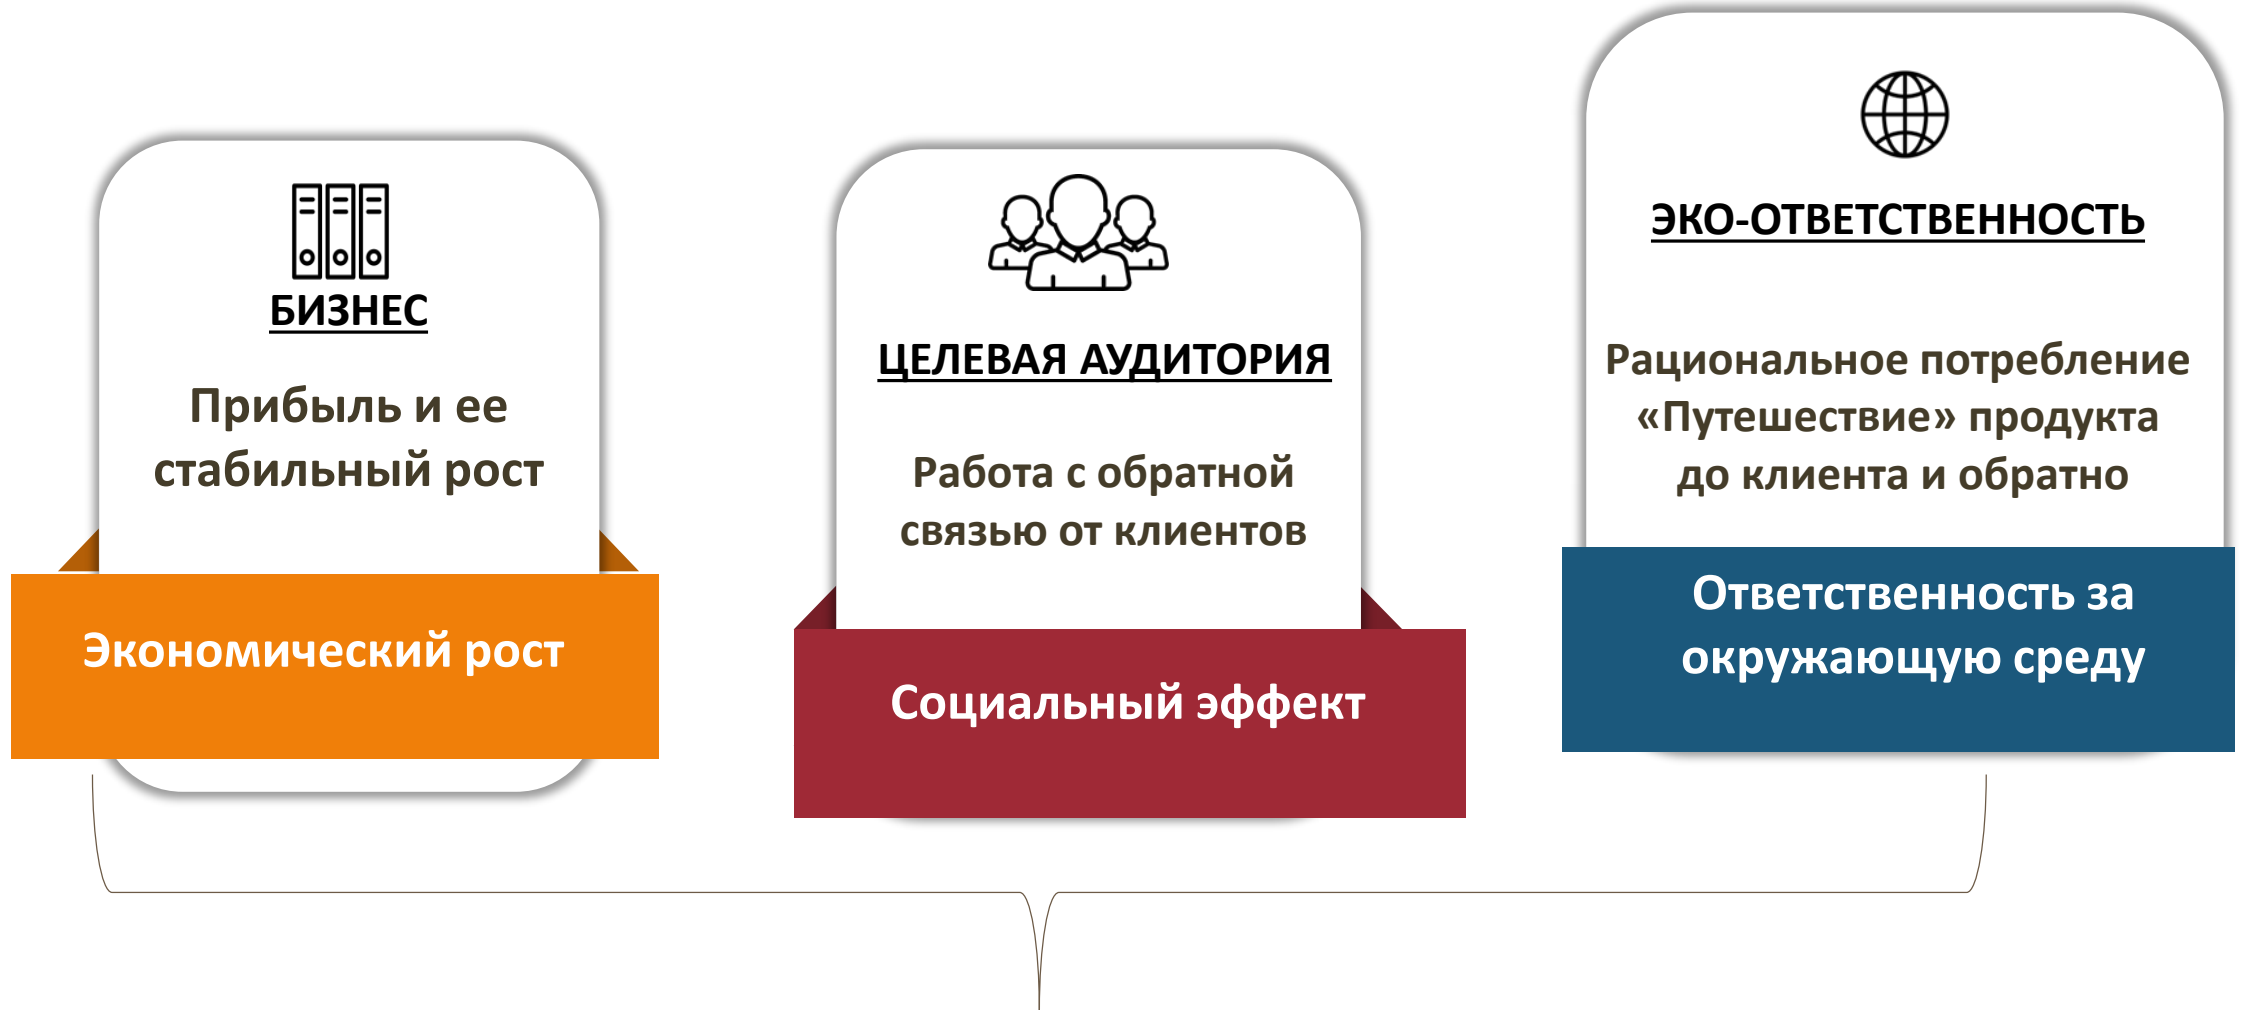 БИЗНЕС
Прибыль и ее
стабильный рост
Экономический рост
ЦЕЛЕВАЯ АУДИТОРИЯ
Работа с обратной
связью от клиентов
Социальный эффект
ЭКО-ОТВЕТСТВЕННОСТЬ
Рациональное потребление
«Путешествие» продукта
до клиента и обратно
Ответственность за
окружающую среду